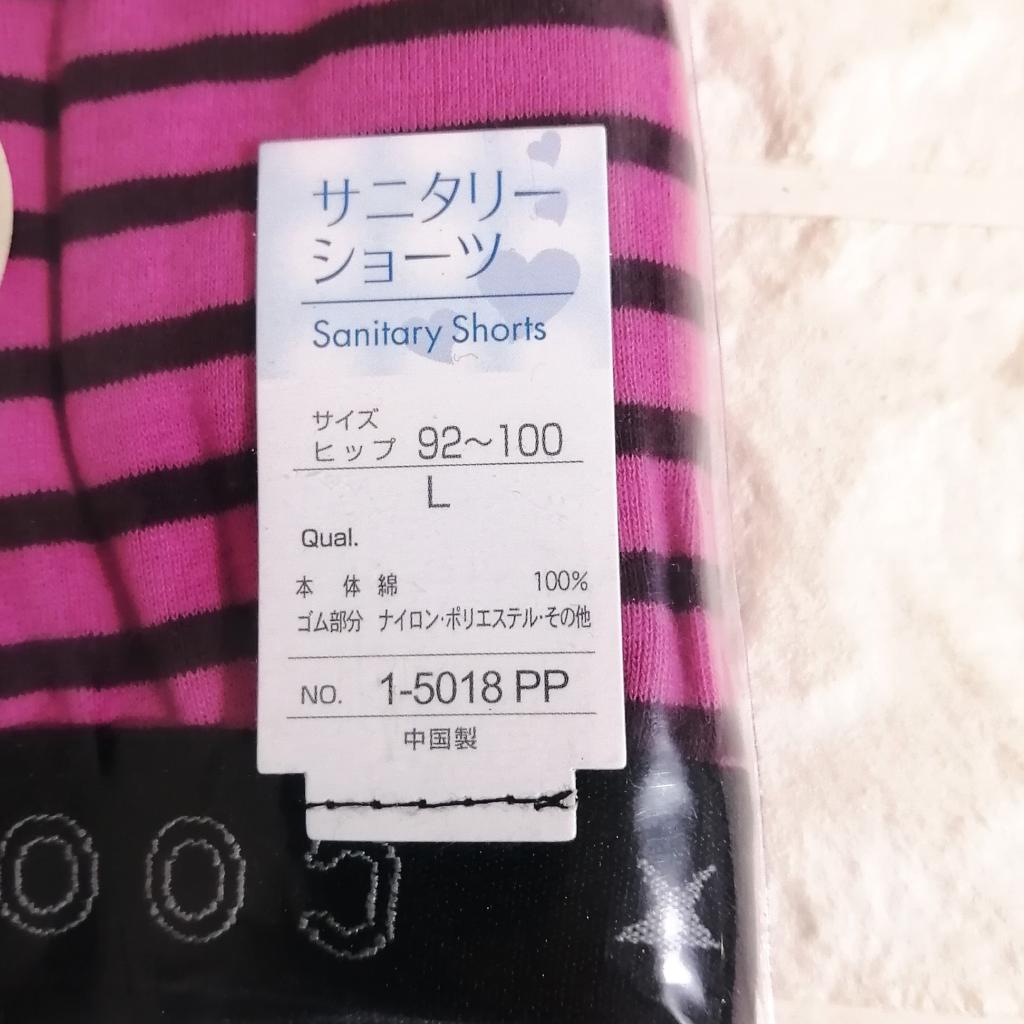 サニタリー
ショーツ
Sanitary Shorts
サイズ
ヒップ 92～100
L
Qual.
本 体 綿 100%
ゴム部分 ナイロン・ポリエステル・その他
NO. 1-5018 PP
中国製